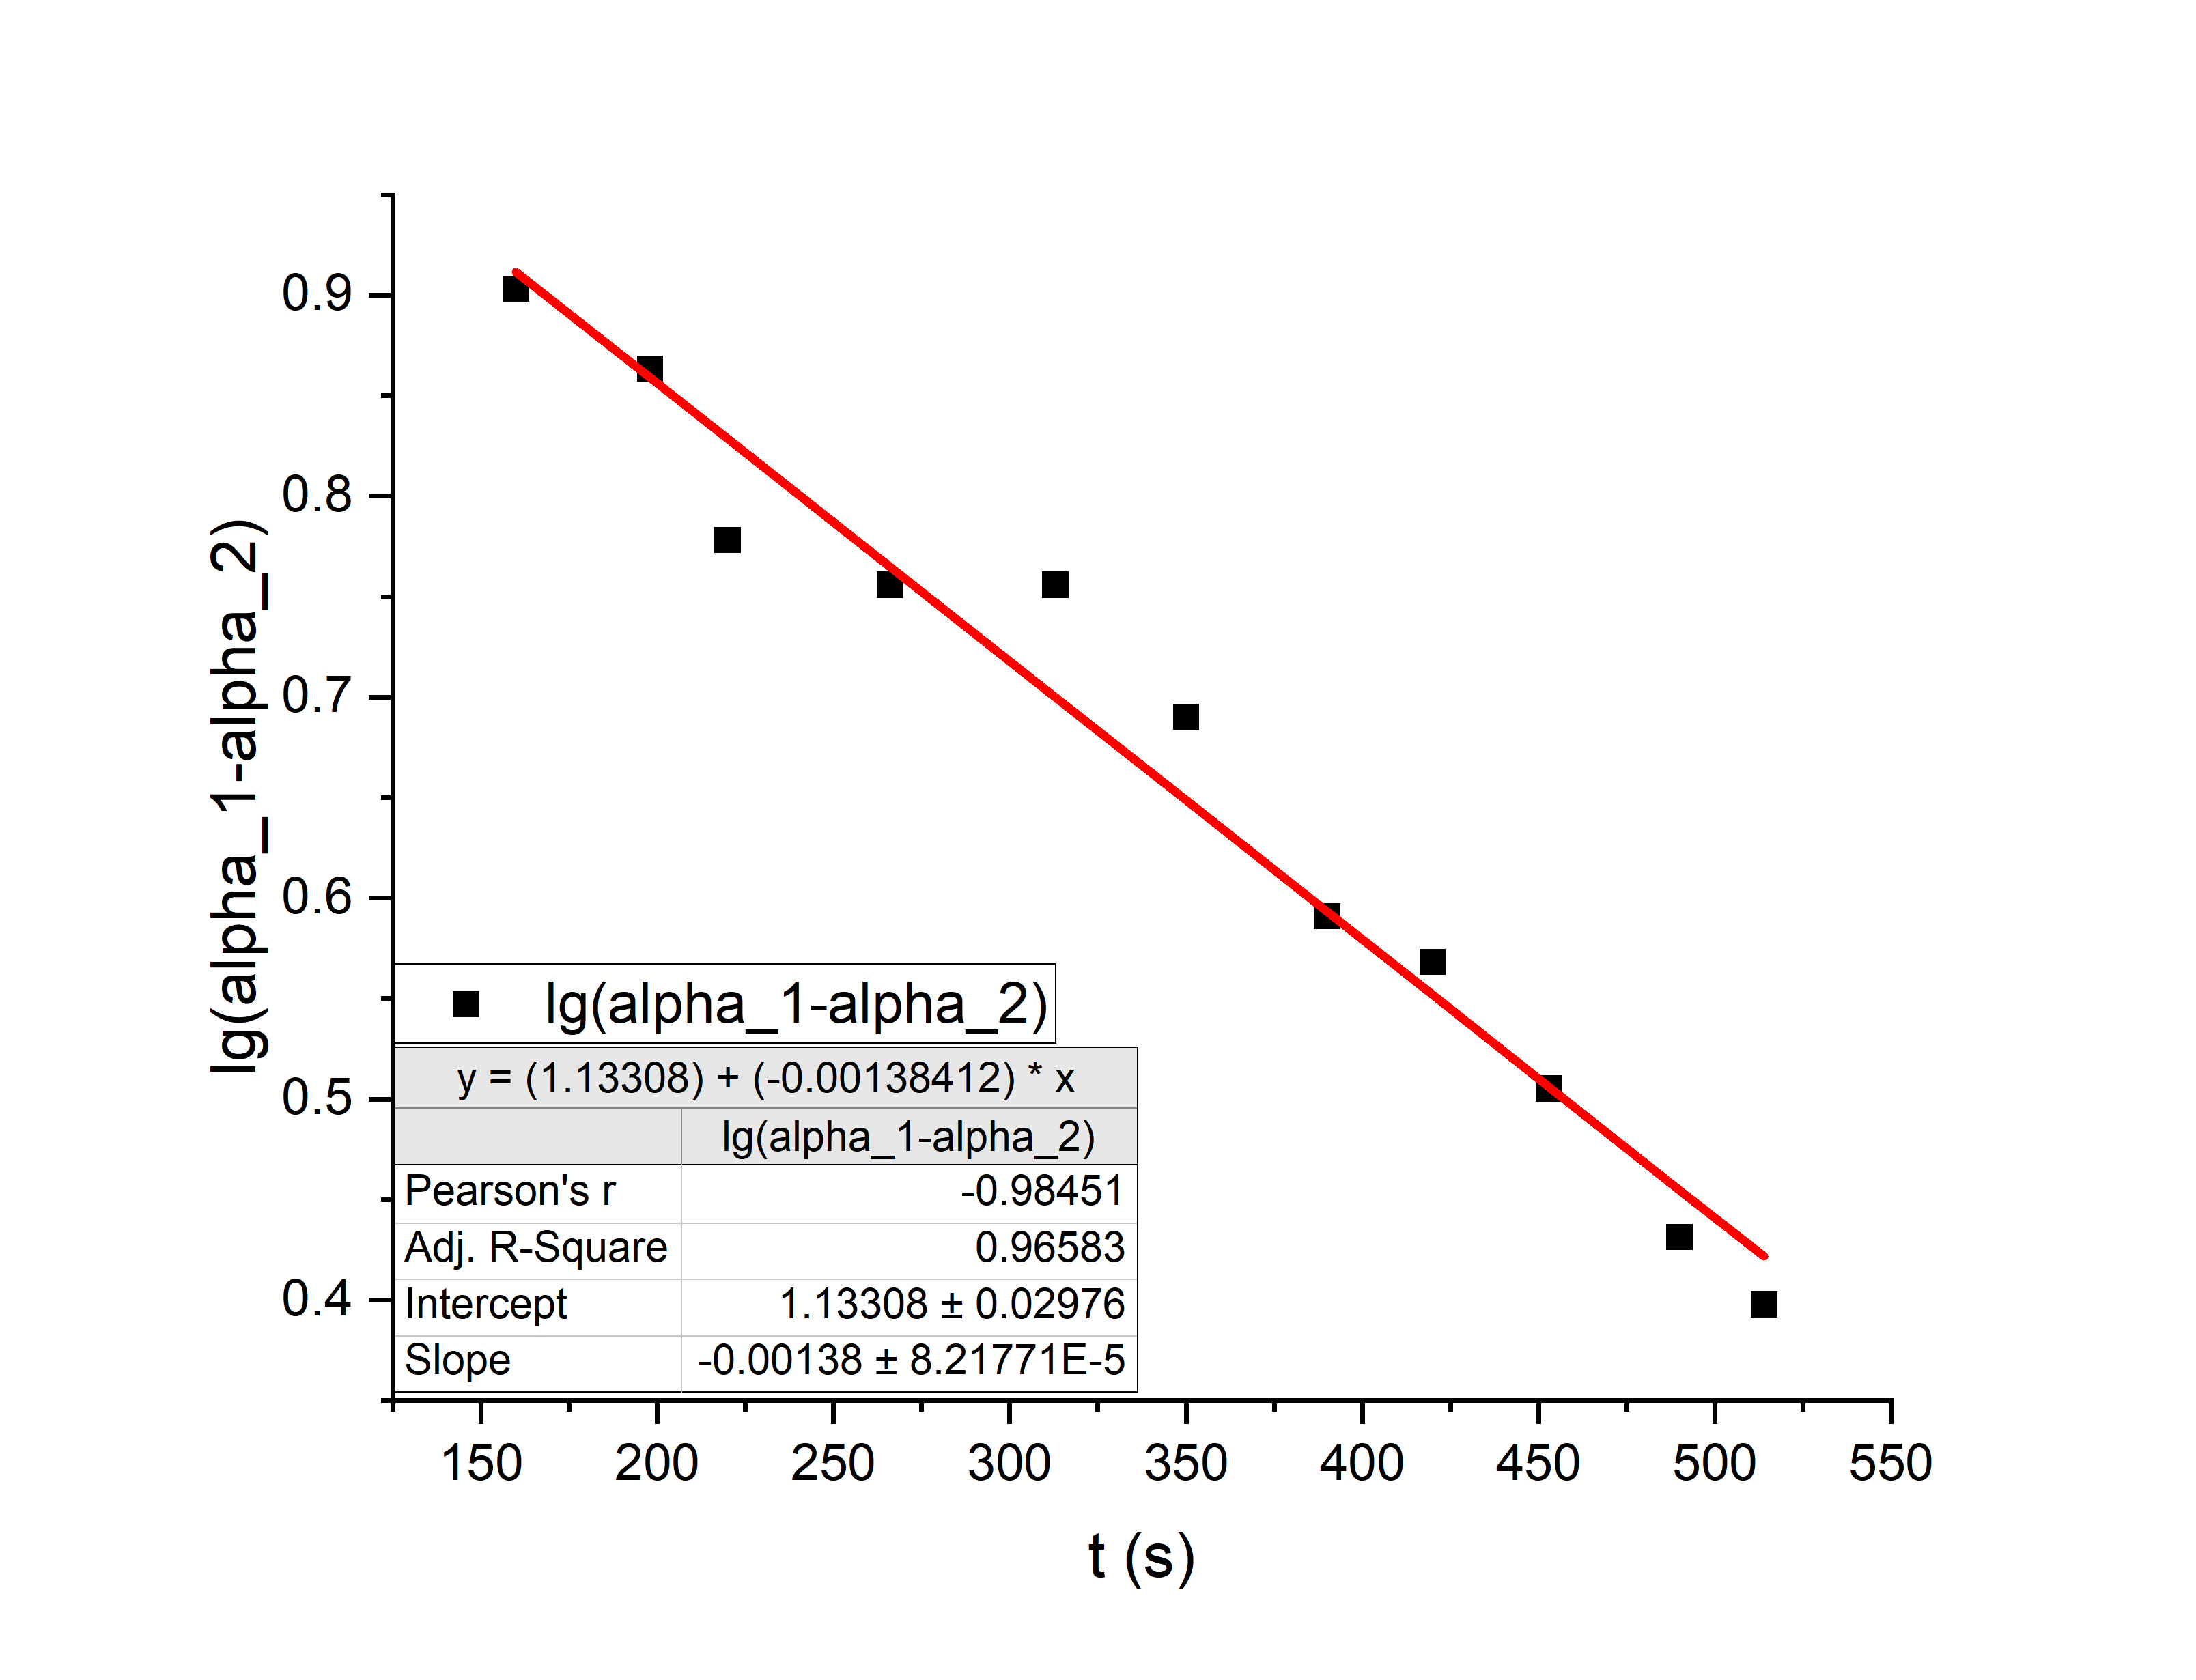 0.9
0.8
0.7
0.6
0.5
0.4
lg(alpha_1-alpha_2)
lg(alpha_1-alpha_2)
y = (1.13308) + (-0.00138412) * x
lg(alpha_1-alpha_2)
Pearson's r -0.98451
Adj. R-Square 0.96583
Intercept 1.13308 ± 0.02976
Slope -0.00138 ± 8.21771E-5
150 200 250 300 350 400 450 500 550
t (s)